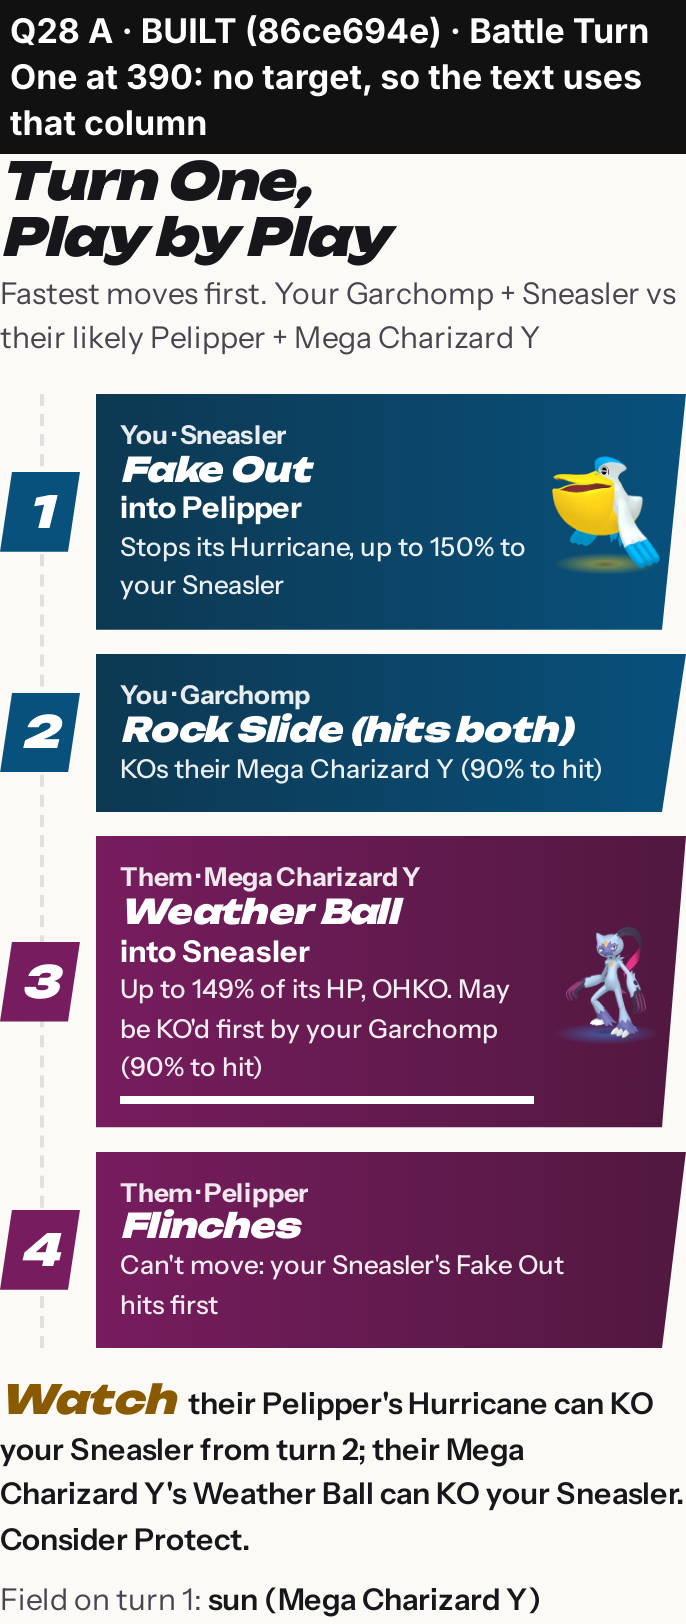 Q28 A · BUILT (86ce694e) · Battle Turn
One at 390: no target, so the text uses
that column
Turn One,
Play by Play
Fastest moves first. Your Garchomp + Sneasler vs
their likely Pelipper + Mega Charizard Y
You · Sneasler
Fake Out
into Pelipper
Stops its Hurricane, up to 150% to
your Sneasler
1
You · Garchomp
Rock Slide (hits both)
KOs their Mega Charizard Y (90% to hit)
2
Them · Mega Charizard Y
Weather Ball
into Sneasler
Up to 149% of its HP, OHKO. May
be KO'd first by your Garchomp
(90% to hit)
3
Them · Pelipper
Flinches
Can't move: your Sneasler's Fake Out
hits first
4
Watch their Pelipper's Hurricane can KO
your Sneasler from turn 2; their Mega
Charizard Y's Weather Ball can KO your Sneasler.
Consider Protect.
Field on turn 1: sun (Mega Charizard Y)